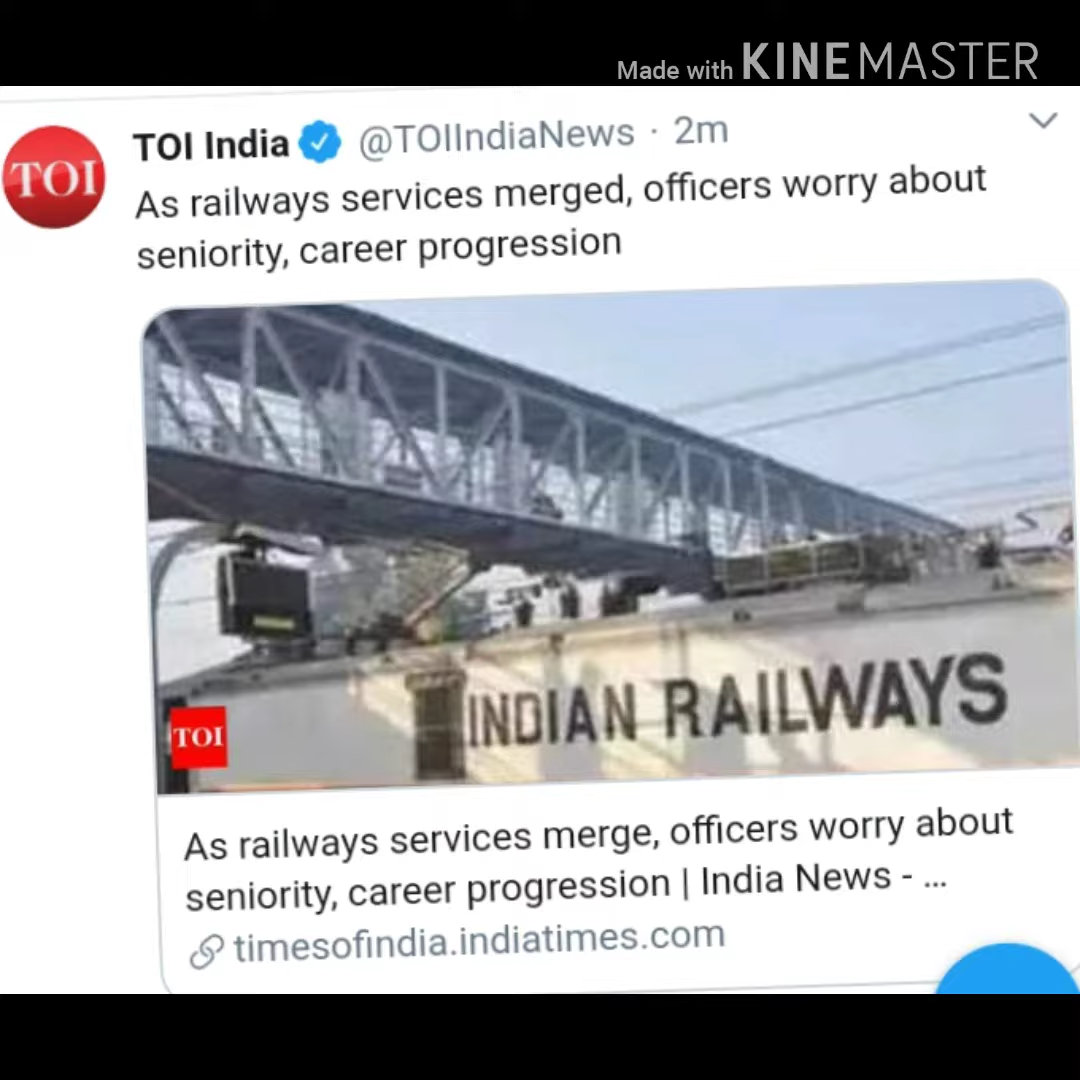 Made with KINEMASTER
TOI
TOI India @TOIIndiaNews · 2m
As railways services merged, officers worry about
seniority, career progression
INDIAN RAILWAYS
TOI
As railways services merge, officers worry about
seniority, career progression | India News - ...
timesofindia.indiatimes.com